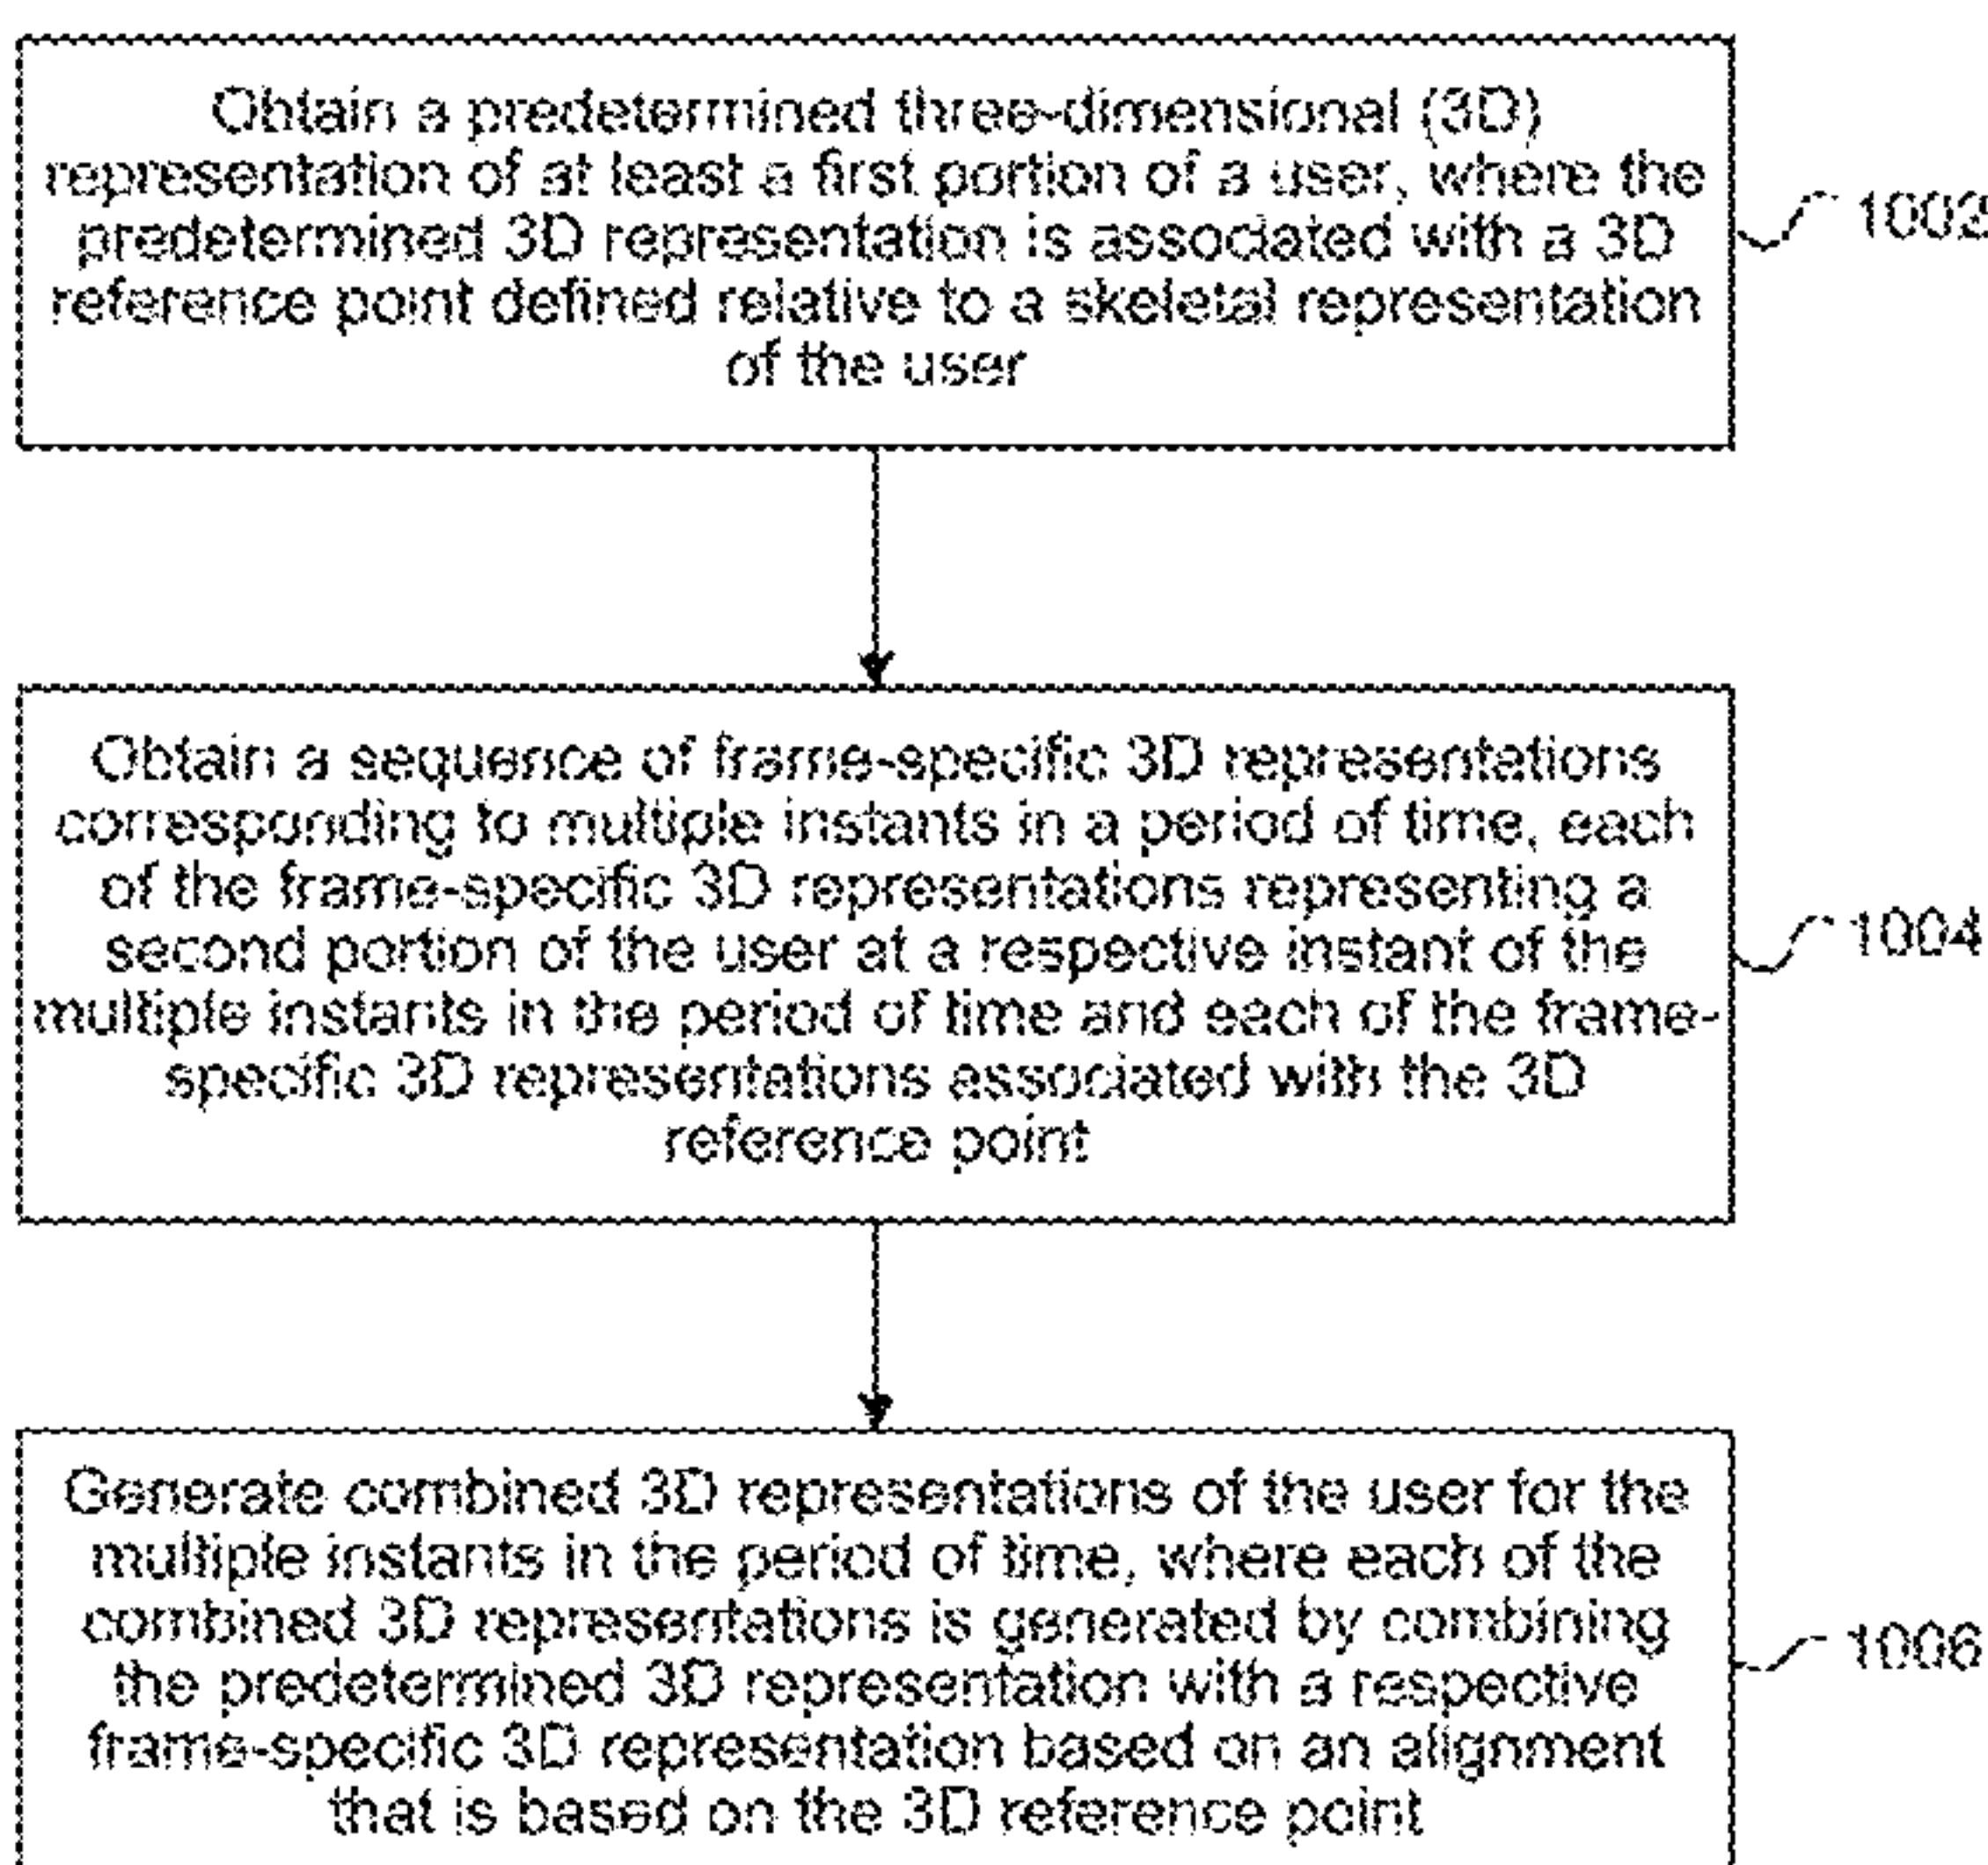 Obtain a predetermined three-dimensional (3D)
representation of at least a first portion of a user, where the
predetermined 3D representation is associated with a 3D
reference point defined relative to a skeletal representation
of the user
1002
Obtain a sequence of frame-specific 3D representations
corresponding to multiple instants in a period of time, each
of the frame-specific 3D representations representing a
second portion of the user at a respective instant of the
multiple instants in the period of time and each of the frame-
specific 3D representations associated with the 3D
reference point
1004
Generate combined 3D representations of the user for the
multiple instants in the period of time, where each of the
combined 3D representations is generated by combining
the predetermined 3D representation with a respective
frame-specific 3D representation based on an alignment
that is based on the 3D reference point
1006